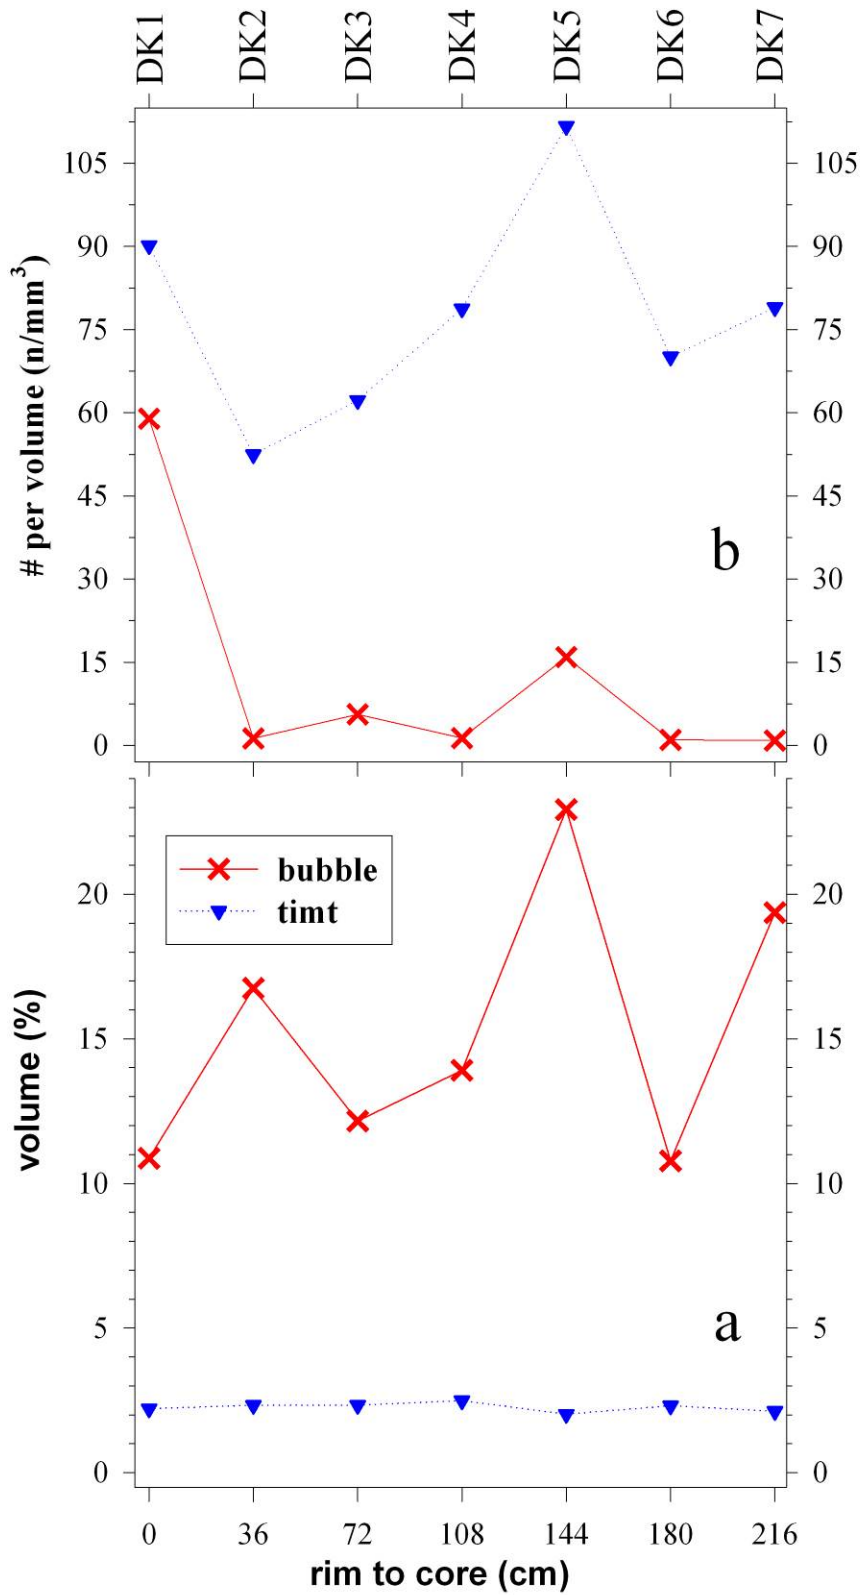 DK1 DK2 DK3 DK4 DK5 DK6 DK7
105 105
90 90
75 75
60 60
45 45
30 30
15 15
0 0
# per volume (n/mm³)
b
bubble
timt
20 20
15 15
10 10
5 5
0 0
volume (%)
a
0 36 72 108 144 180 216
rim to core (cm)